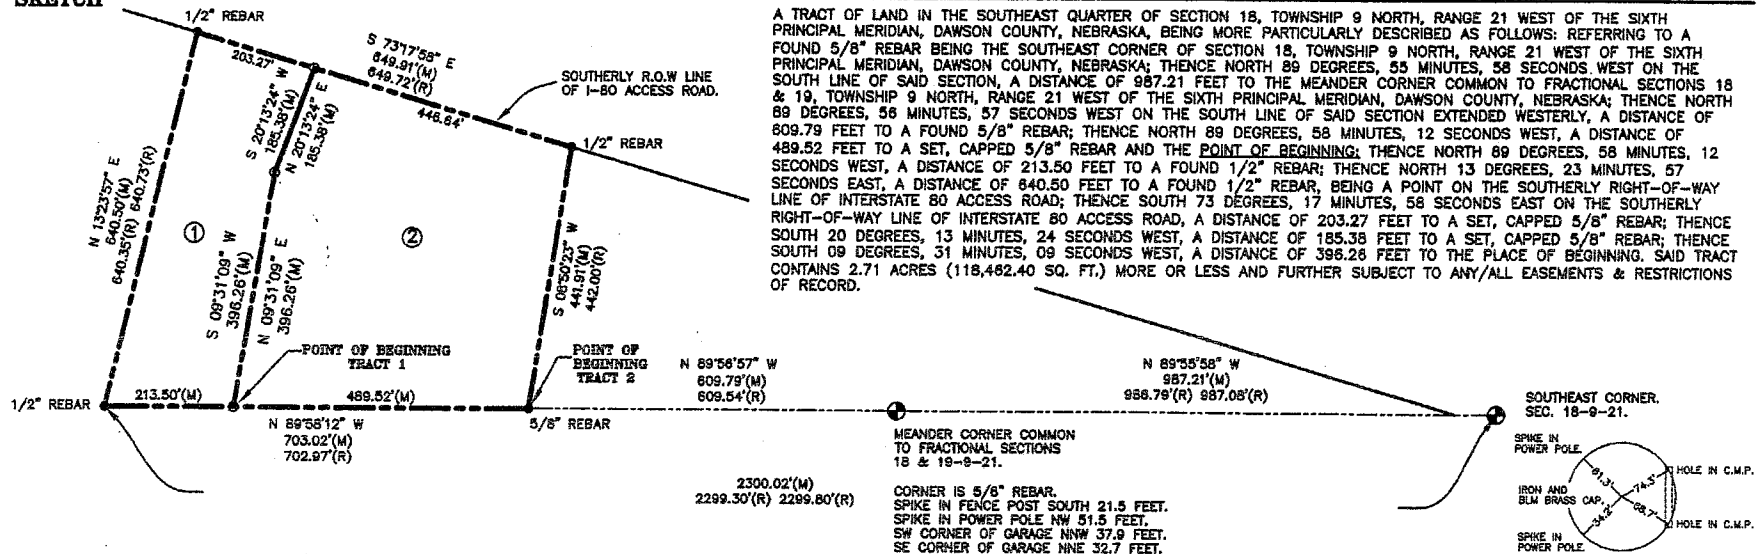 SKETCH
1/2" REBAR
203.27'
S 73°17'58" E
649.91'(M)
649.72'(R)
446.64'
SOUTHERLY R.O.W LINE
OF I-80 ACCESS ROAD.
1/2" REBAR
S 20°13'24" W
185.38'(M)
N 20°13'24" E
185.38'(M)
N 13°23'57" E
640.50'(M)
640.35'(R) 640.73'(R)
1
2
S 09°31'09" W
396.26'(M)
N 09°31'09" E
396.26'(M)
S 08°50'23" W
441.91'(M)
442.00'(R)
POINT OF BEGINNING
TRACT 1
POINT OF
BEGINNING
TRACT 2
1/2" REBAR
213.50'(M)
489.52'(M)
N 89°58'12" W
703.02'(M)
702.97'(R)
5/8" REBAR
N 89°56'57" W
609.79'(M)
609.54'(R)
N 89°55'58" W
987.21'(M)
986.79'(R) 987.08'(R)
2300.02'(M)
2299.30'(R) 2299.80'(R)
MEANDER CORNER COMMON
TO FRACTIONAL SECTIONS
18 & 19-9-21.
CORNER IS 5/8" REBAR.
SPIKE IN FENCE POST SOUTH 21.5 FEET.
SPIKE IN POWER POLE NW 51.5 FEET.
SW CORNER OF GARAGE NNW 37.9 FEET.
SE CORNER OF GARAGE NNE 32.7 FEET.
SOUTHEAST CORNER.
SEC. 18-9-21.
SPIKE IN
POWER POLE
81.3'
74.3'
HOLE IN C.M.P.
IRON AND
BLM BRASS CAP.
34.2'
68.7'
HOLE IN C.M.P.
SPIKE IN
POWER POLE
A TRACT OF LAND IN THE SOUTHEAST QUARTER OF SECTION 18, TOWNSHIP 9 NORTH, RANGE 21 WEST OF THE SIXTH
PRINCIPAL MERIDIAN, DAWSON COUNTY, NEBRASKA, BEING MORE PARTICULARLY DESCRIBED AS FOLLOWS: REFERRING TO A
FOUND 5/8" REBAR BEING THE SOUTHEAST CORNER OF SECTION 18, TOWNSHIP 9 NORTH, RANGE 21 WEST OF THE SIXTH
PRINCIPAL MERIDIAN, DAWSON COUNTY, NEBRASKA; THENCE NORTH 89 DEGREES, 55 MINUTES, 58 SECONDS WEST ON THE
SOUTH LINE OF SAID SECTION, A DISTANCE OF 987.21 FEET TO THE MEANDER CORNER COMMON TO FRACTIONAL SECTIONS 18
& 19, TOWNSHIP 9 NORTH, RANGE 21 WEST OF THE SIXTH PRINCIPAL MERIDIAN, DAWSON COUNTY, NEBRASKA; THENCE NORTH
89 DEGREES, 56 MINUTES, 57 SECONDS WEST ON THE SOUTH LINE OF SAID SECTION EXTENDED WESTERLY, A DISTANCE OF
609.79 FEET TO A FOUND 5/8" REBAR; THENCE NORTH 89 DEGREES, 58 MINUTES, 12 SECONDS WEST, A DISTANCE OF
489.52 FEET TO A SET, CAPPED 5/8" REBAR AND THE POINT OF BEGINNING; THENCE NORTH 89 DEGREES, 58 MINUTES, 12
SECONDS WEST, A DISTANCE OF 213.50 FEET TO A FOUND 1/2" REBAR; THENCE NORTH 13 DEGREES, 23 MINUTES, 57
SECONDS EAST, A DISTANCE OF 640.50 FEET TO A FOUND 1/2" REBAR, BEING A POINT ON THE SOUTHERLY RIGHT-OF-WAY
LINE OF INTERSTATE 80 ACCESS ROAD; THENCE SOUTH 73 DEGREES, 17 MINUTES, 58 SECONDS EAST ON THE SOUTHERLY
RIGHT-OF-WAY LINE OF INTERSTATE 80 ACCESS ROAD, A DISTANCE OF 203.27 FEET TO A SET, CAPPED 5/8" REBAR; THENCE
SOUTH 20 DEGREES, 13 MINUTES, 24 SECONDS WEST, A DISTANCE OF 185.38 FEET TO A SET, CAPPED 5/8" REBAR; THENCE
SOUTH 09 DEGREES, 31 MINUTES, 09 SECONDS WEST, A DISTANCE OF 396.26 FEET TO THE PLACE OF BEGINNING. SAID TRACT
CONTAINS 2.71 ACRES (118,462.40 SQ. FT.) MORE OR LESS AND FURTHER SUBJECT TO ANY/ALL EASEMENTS & RESTRICTIONS
OF RECORD.